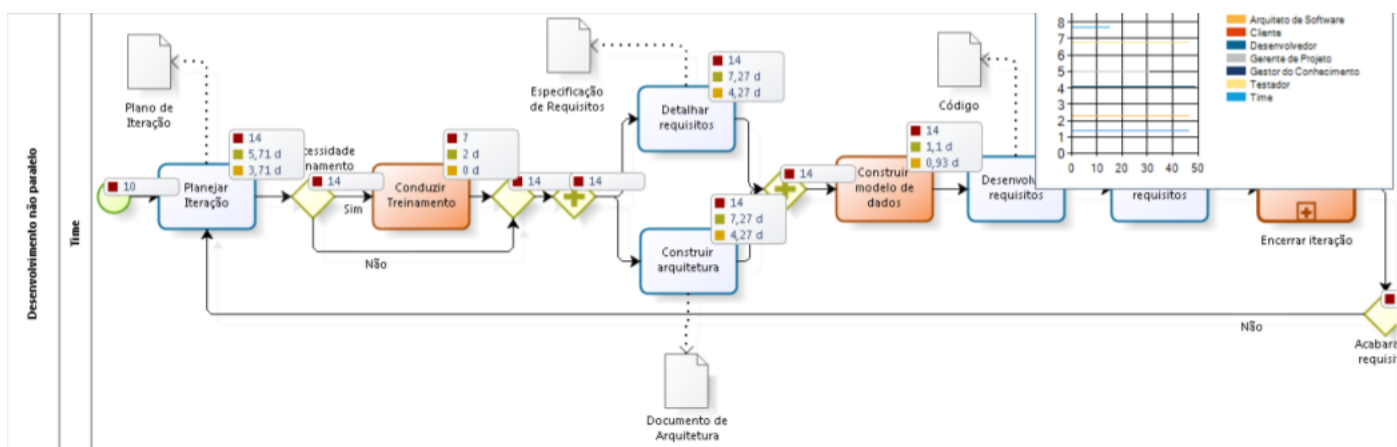 Desenvolvimento não paralelo
Time
10
Plano de
Iteração
Planejar
Iteração
14
5,71 d
3,71 d
14
Sim
Não
Conduzir
Treinamento
7
2 d
0 d
14
14
Especificação
de Requisitos
Detalhar
requisitos
14
7,27 d
4,27 d
Construir
arquitetura
14
7,27 d
4,27 d
Documento de
Arquitetura
14
Construir
modelo de
dados
14
1,1 d
0,93 d
Código
requisitos
requisitos
Encerrar iteração
Não
8
7
6
5
4
3
2
1
0
0 10 20 30 40 50
Arquiteto de Software
Cliente
Desenvolvedor
Gerente de Projeto
Gestor do Conhecimento
Testador
Time